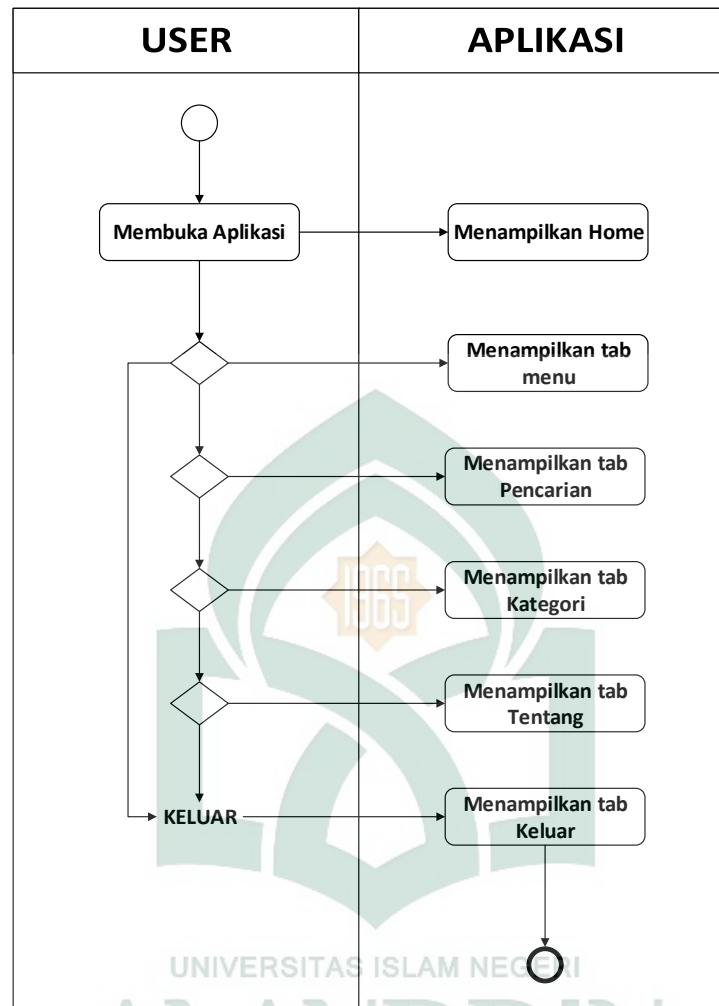 USER
APLIKASI
Membuka Aplikasi
Menampilkan Home
Menampilkan tab
menu
Menampilkan tab
Pencarian
1965
Menampilkan tab
Kategori
Menampilkan tab
Tentang
KELUAR
Menampilkan tab
Keluar
UNIVERSITAS ISLAM NEGERI